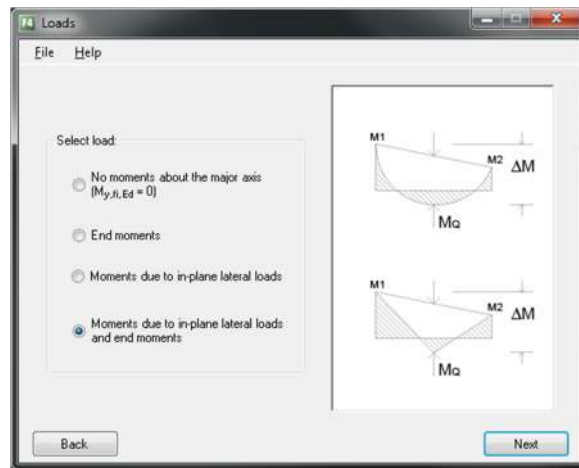 Loads
File Help
Select load:
No moments about the major axis
(My,fi,Ed = 0)
End moments
Moments due to in-plane lateral loads
Moments due to in-plane lateral loads
and end moments
M1
M2
ΔM
MQ
M1
M2
ΔM
MQ
Back
Next